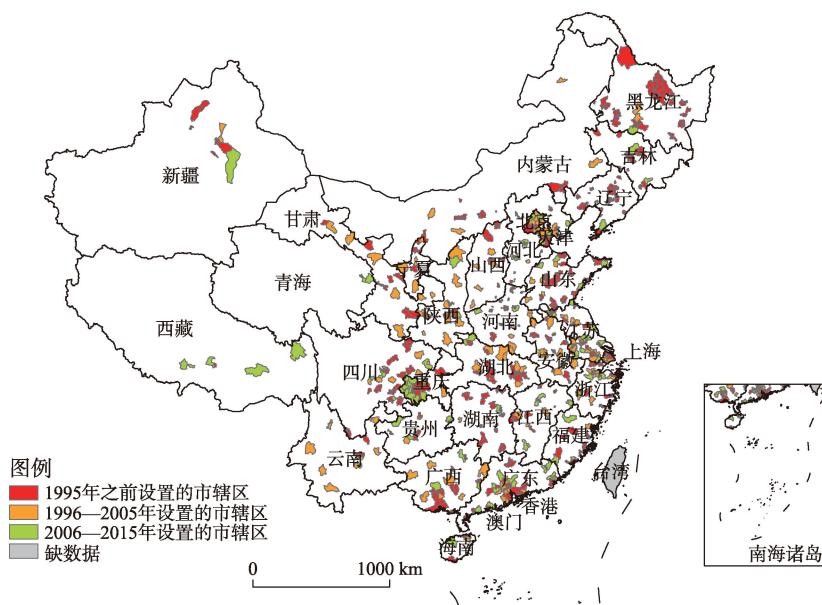 黑龙江
吉林
内蒙古
辽宁
新疆
甘肃
北京
天津
河北
宁夏
山西
山东
青海
陕西
河南
江苏
西藏
安徽
上海
四川
重庆
湖北
浙江
贵州
湖南
江西
福建
云南
广西
广东
台湾
香港
澳门
海南
图例
1995年之前设置的市辖区
1996—2005年设置的市辖区
2006—2015年设置的市辖区
缺数据
0 1000 km
南海诸岛